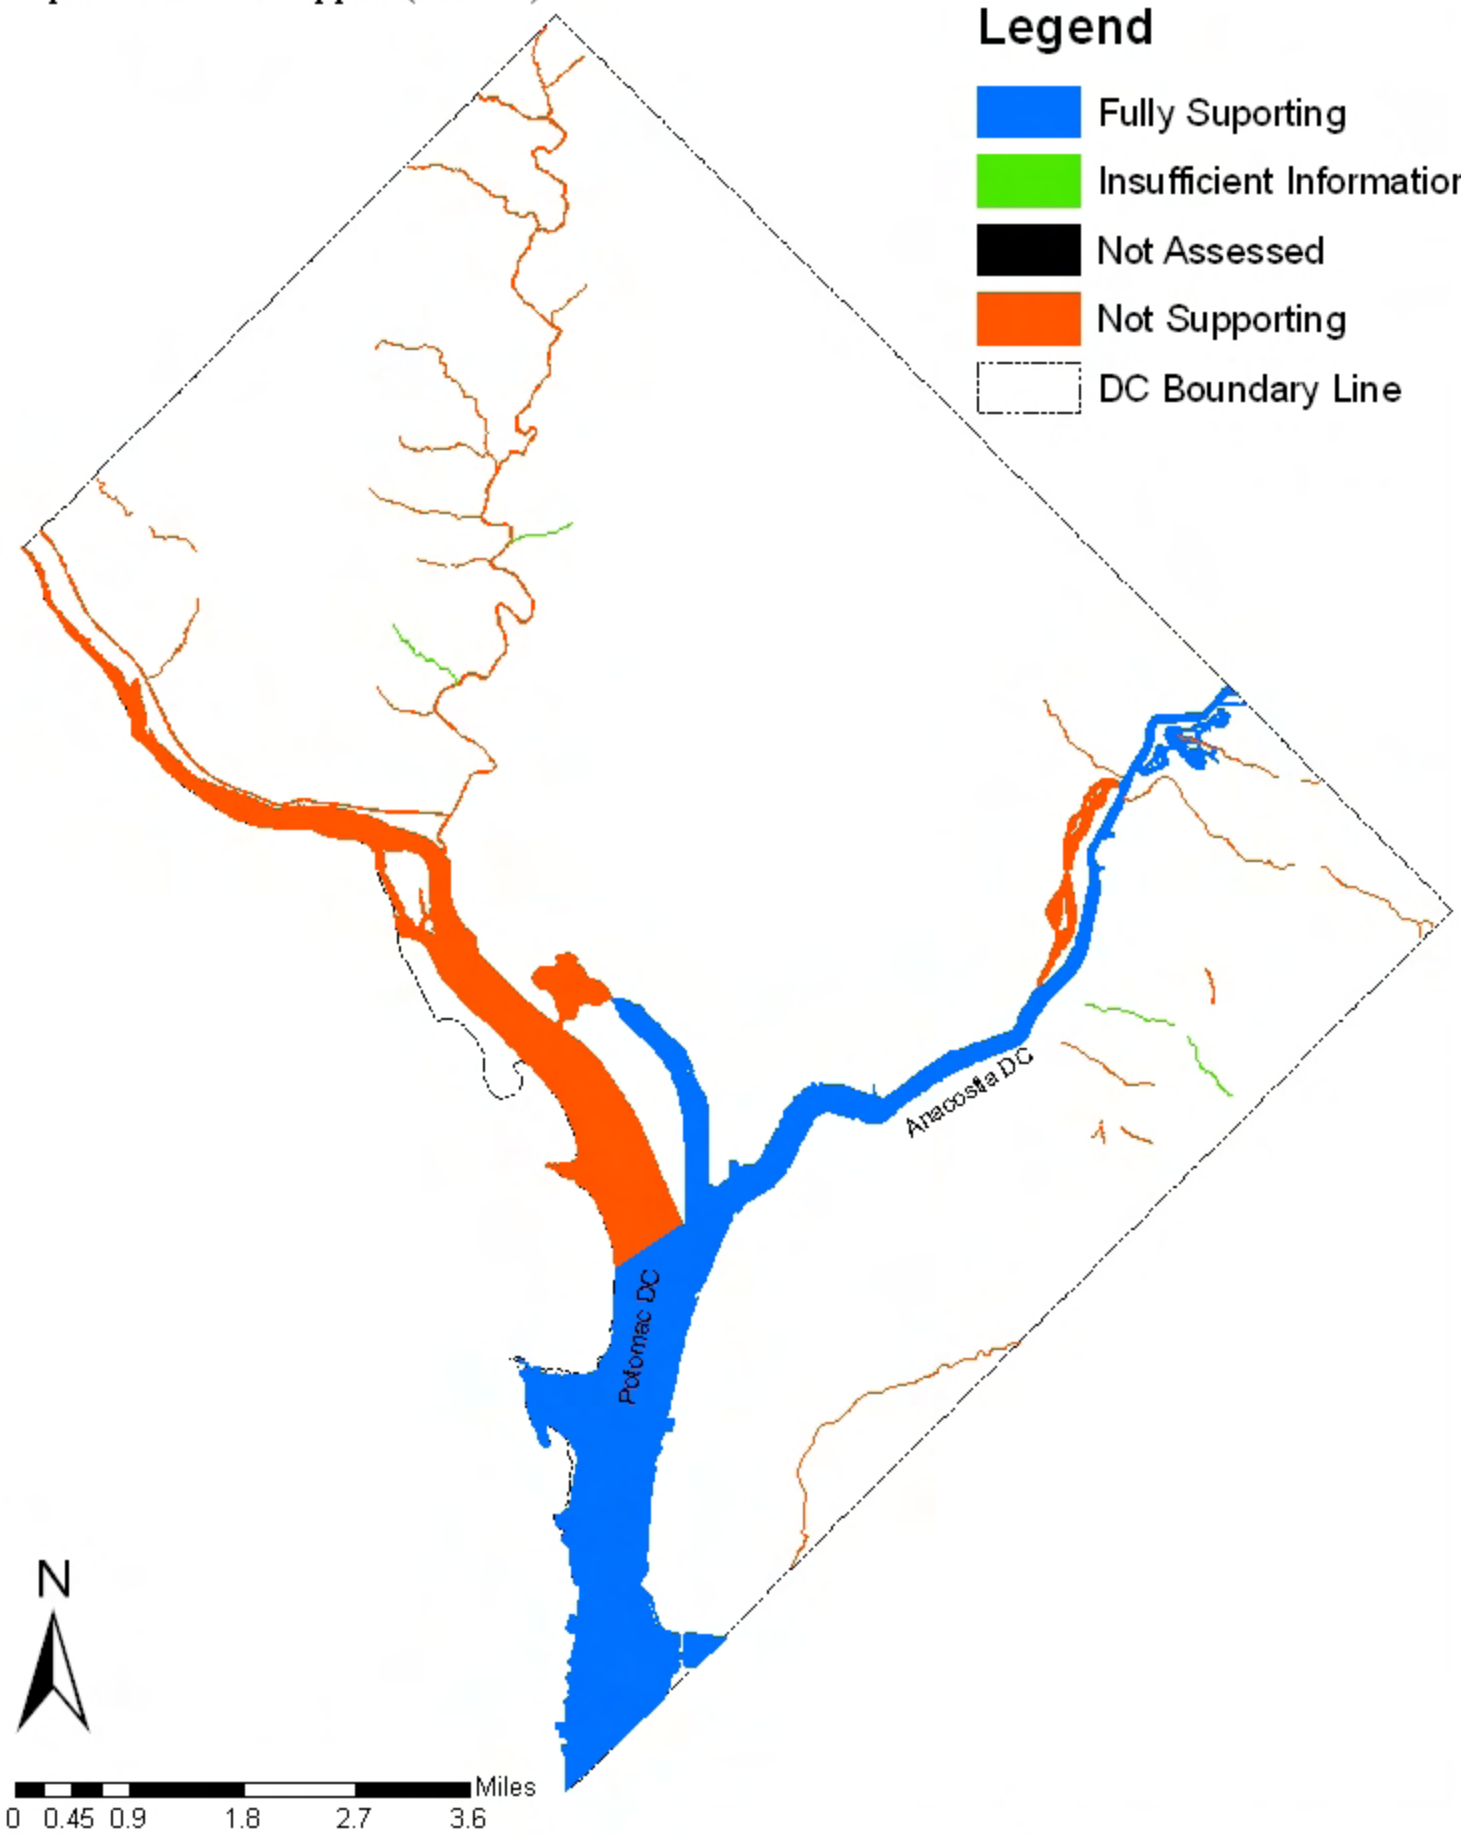 Legend
Fully Suporting
Insufficient Information
Not Assessed
Not Supporting
DC Boundary Line
Anacostia DC
Potomac DC
N
Miles
0 0.45 0.9 1.8 2.7 3.6